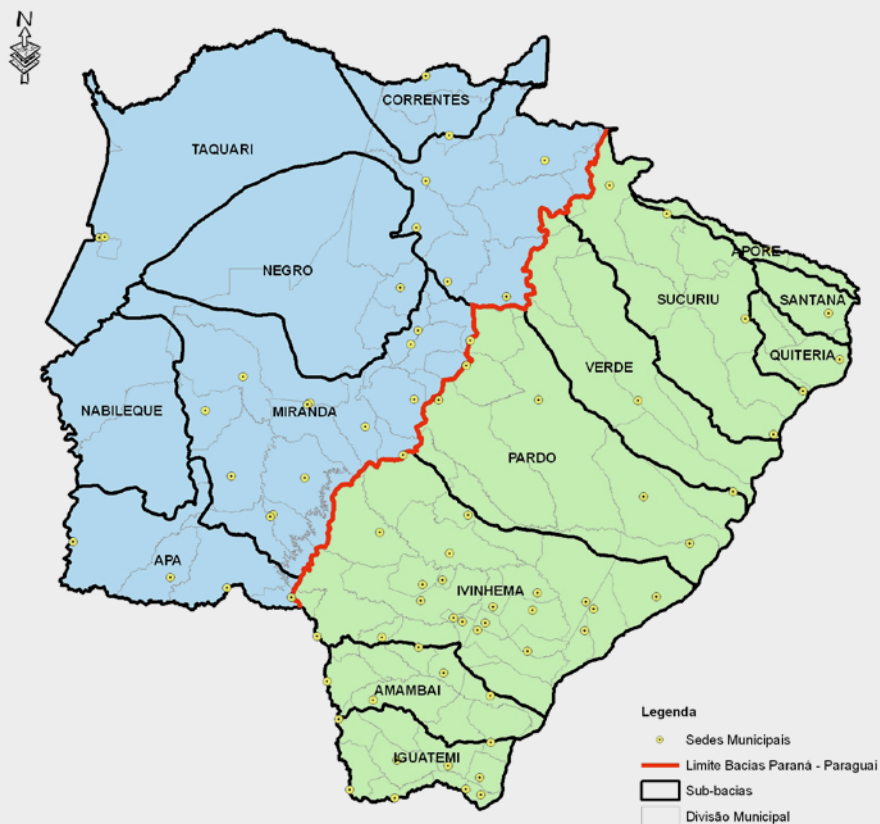 N
CORRENTES
TAQUARI
NEGRO
APORE
SUCURIU
SANTANA
QUITERIA
VERDE
NABILEQUE
MIRANDA
PARDO
APA
IVINHEMA
AMAMBAI
IGUATEMI
Legenda
Sedes Municipais
Limite Bacias Paraná - Paraguai
Sub-bacias
Divisão Municipal